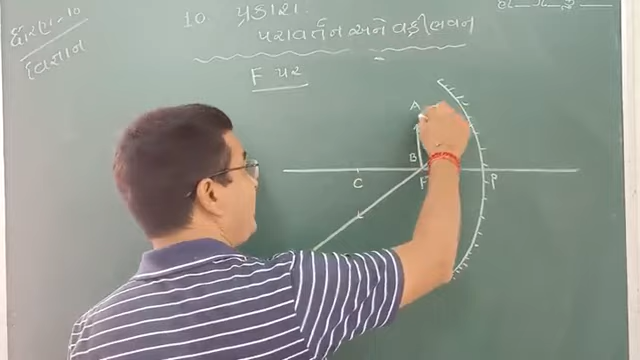 ધોરણ-10
વિજ્ઞાન
10. પ્રકાશ
પરાવર્તન અને વક્રીભવન
F પર
A
B
C
F
P